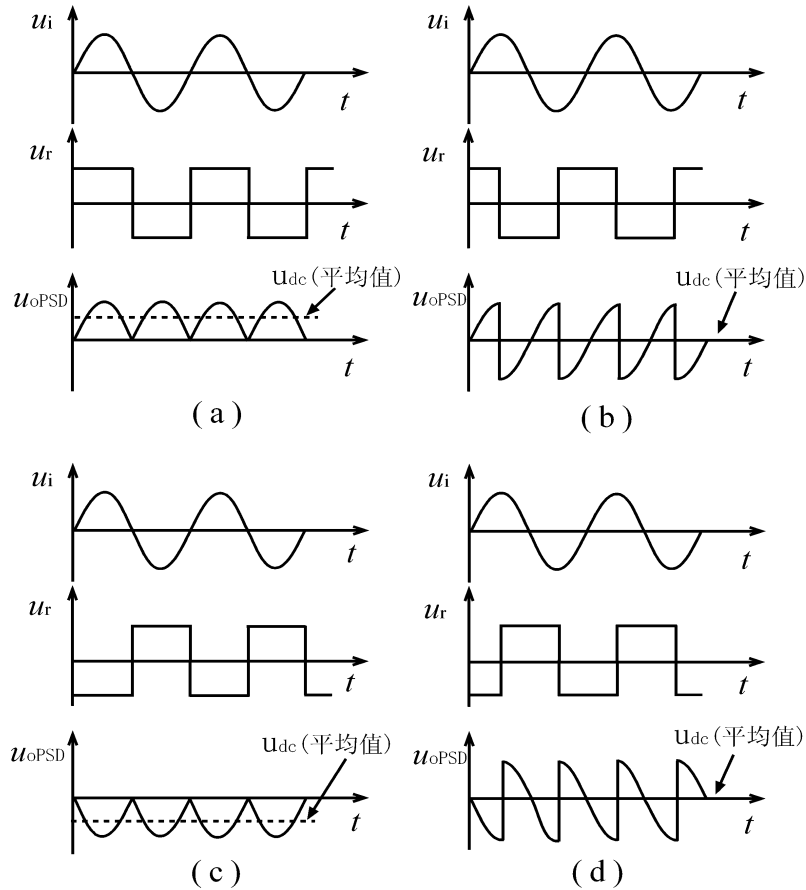 ui
t
ur
t
uoPSD
udc(平均值)
t
(a)
ui
t
ur
t
uoPSD
udc(平均值)
t
(b)
ui
t
ur
t
uoPSD
udc(平均值)
t
(c)
ui
t
ur
t
uoPSD
udc(平均值)
t
(d)